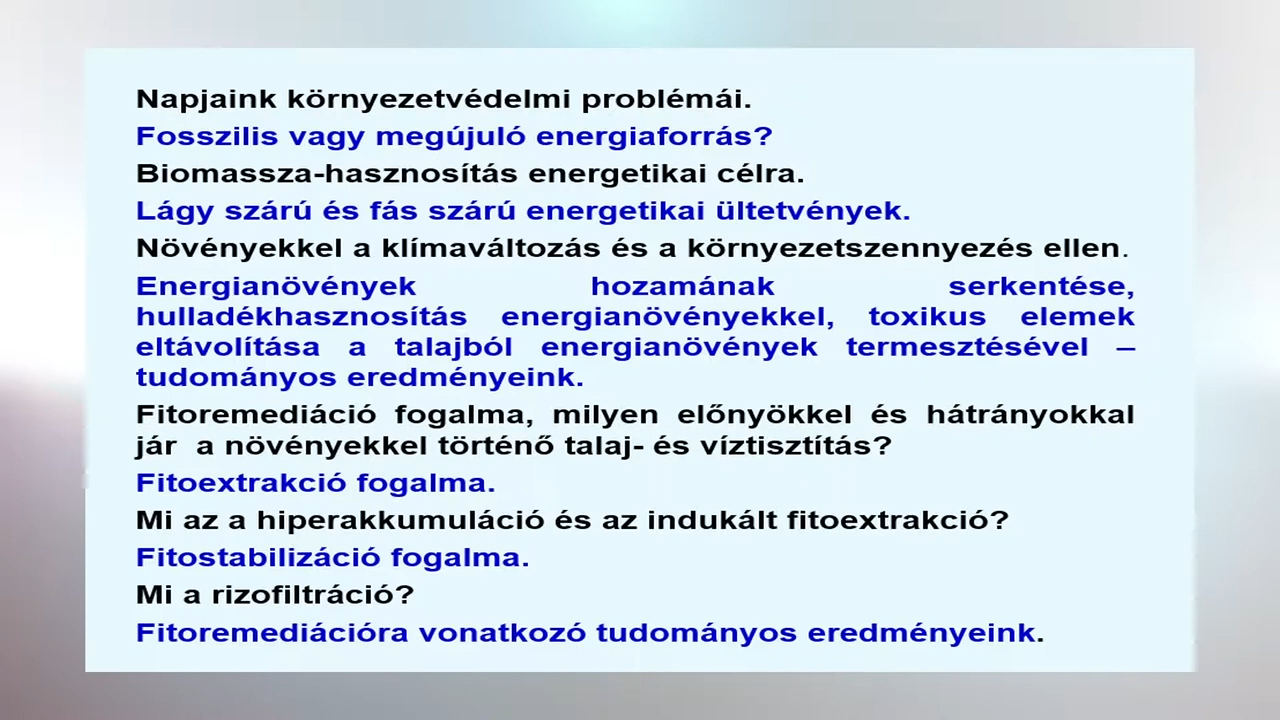 Napjaink környezetvédelmi problémái.
Fosszilis vagy megújuló energiaforrás?
Biomassza-hasznosítás energetikai célra.
Lágy szárú és fás szárú energetikai ültetvények.
Növényekkel a klímaváltozás és a környezetszennyezés ellen.
Energianövények hozamának serkentése,
hulladékhasznosítás energianövényekkel, toxikus elemek
eltávolítása a talajból energianövények termesztésével –
tudományos eredményeink.
Fitoremediáció fogalma, milyen előnyökkel és hátrányokkal
jár a növényekkel történő talaj- és víztisztítás?
Fitoextrakció fogalma.
Mi az a hiperakkumuláció és az indukált fitoextrakció?
Fitostabilizáció fogalma.
Mi a rizofiltráció?
Fitoremediációra vonatkozó tudományos eredményeink.